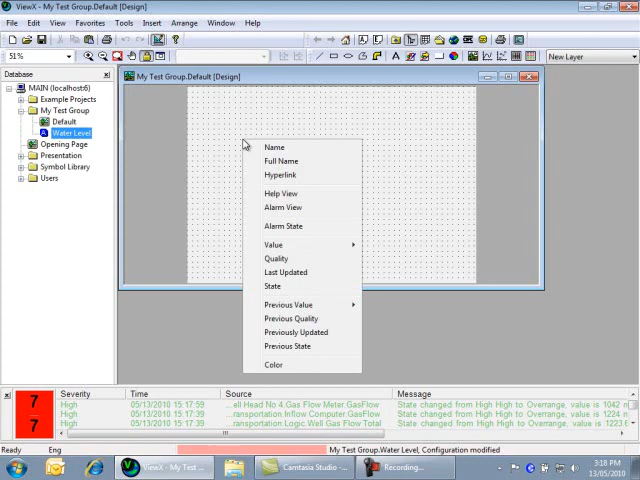 ViewX - My Test Group.Default [Design]
File Edit View Favorites Tools Insert Arrange Window Help
51% New Layer
Database
MAIN (localhost:6)
Example Projects
My Test Group
Default
Water Level
Opening Page
Presentation
Symbol Library
Users
My Test Group.Default [Design]
Name
Full Name
Hyperlink
Help View
Alarm View
Alarm State
Value
Quality
Last Updated
State
Previous Value
Previous Quality
Previously Updated
Previous State
Color
7
7
Severity Time Source Message
High 05/13/2010 15:17:59 ...ell Head No 4.Gas Flow Meter.GasFlow State changed from High High to Overrange, value is 1042 m
High 05/13/2010 15:17:39 ...ransportation.Inflow Computer.GasFlow State changed from High High to Overrange, value is 1224 m
High 05/13/2010 15:17:39 ...ransportation.Logic.Well Gas Flow Total State changed from High High to Overrange, value is 1223.6
Ready Eng My Test Group.Water Level, Configuration modified
ViewX - My Test ... Camtasia Studio - ... Recording... 3:18 PM
13/05/2010